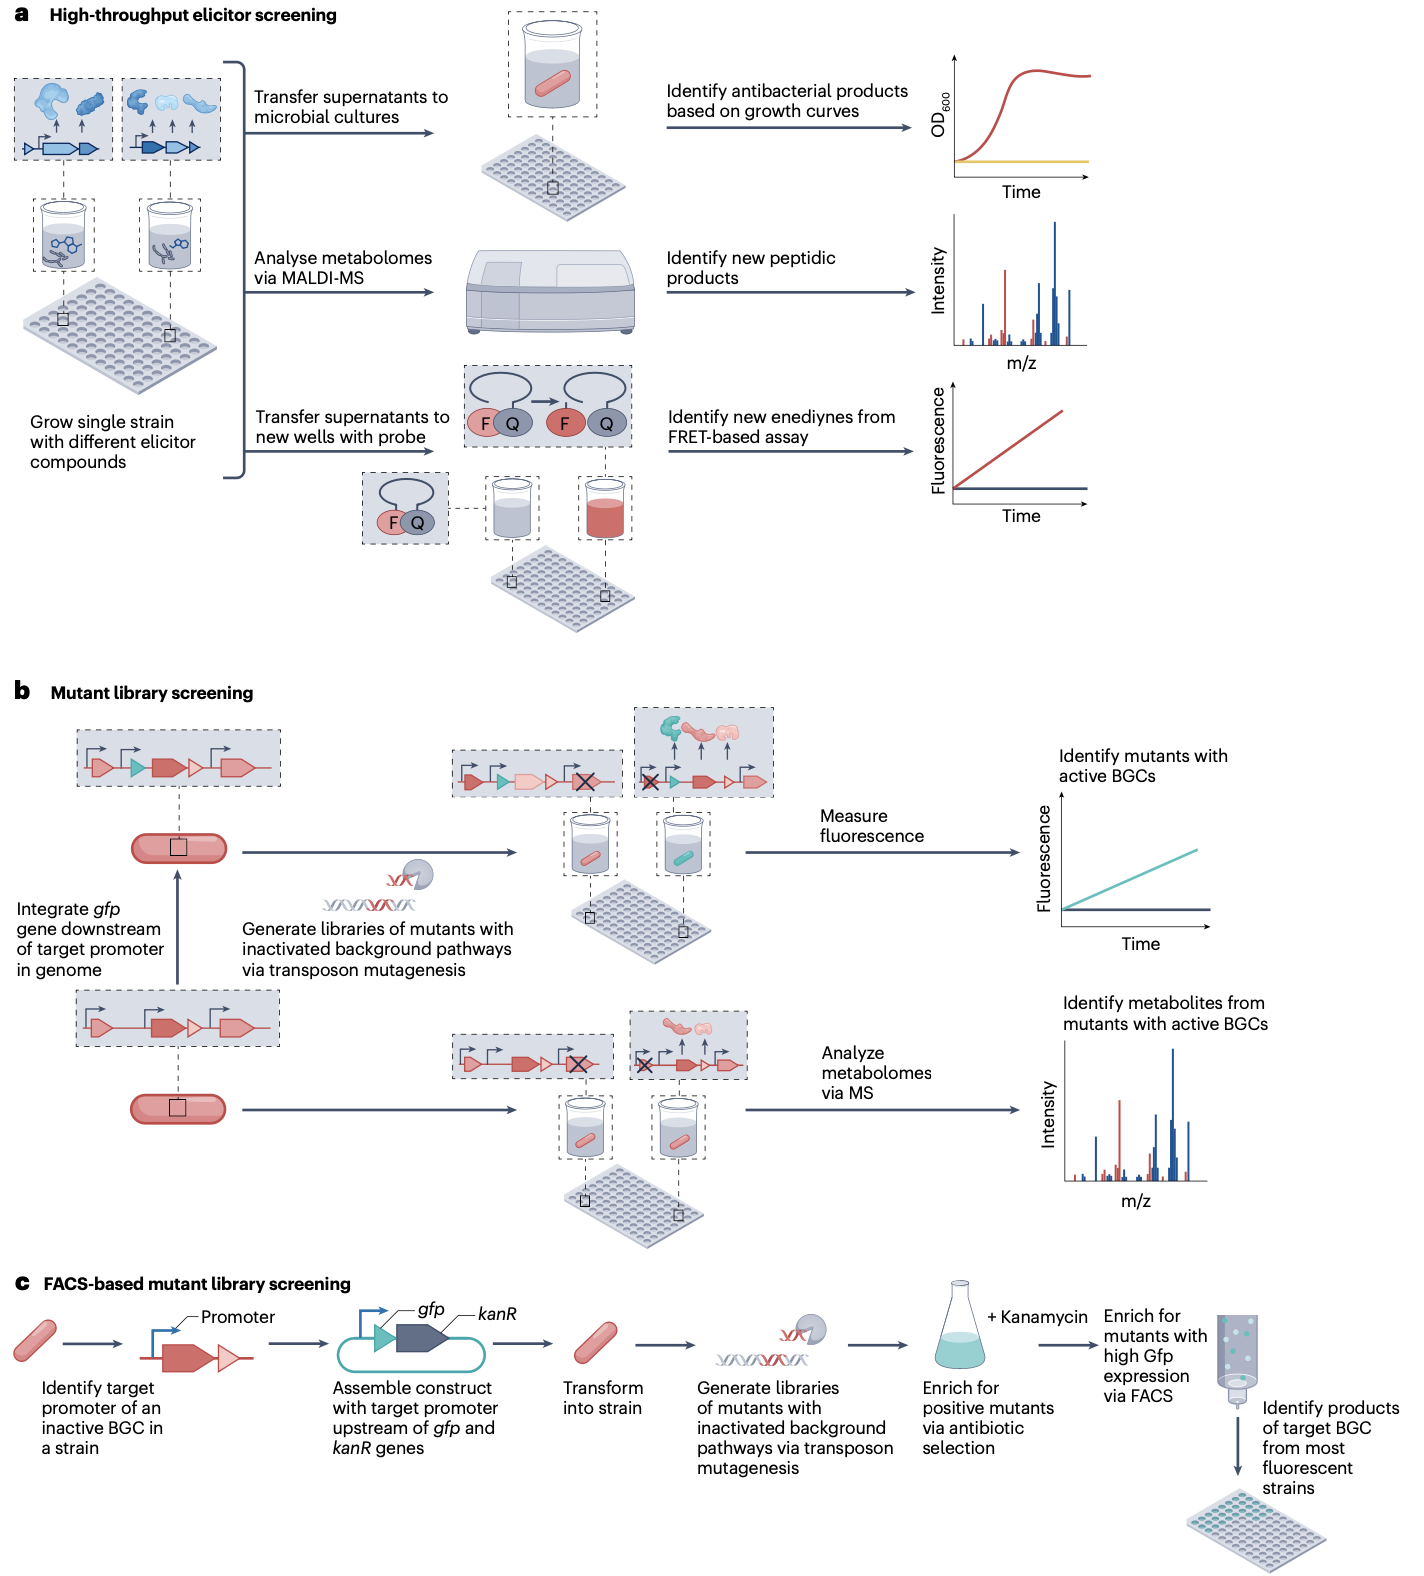 a High-throughput elicitor screening
Grow single strain
with different elicitor
compounds
Transfer supernatants to
microbial cultures
Identify antibacterial products
based on growth curves
OD600
Time
Analyse metabolomes
via MALDI-MS
Identify new peptidic
products
Intensity
m/z
Transfer supernatants to
new wells with probe
F Q F Q
F Q
Identify new enediynes from
FRET-based assay
Fluorescence
Time
b Mutant library screening
Integrate gfp
gene downstream
of target promoter
in genome
Generate libraries of mutants with
inactivated background pathways
via transposon mutagenesis
Measure
fluorescence
Identify mutants with
active BGCs
Fluorescence
Time
Analyze
metabolomes
via MS
Identify metabolites from
mutants with active BGCs
Intensity
m/z
c FACS-based mutant library screening
Promoter
Identify target
promoter of an
inactive BGC in
a strain
gfp
kanR
Assemble construct
with target promoter
upstream of gfp and
kanR genes
Transform
into strain
Generate libraries
of mutants with
inactivated background
pathways via transposon
mutagenesis
+ Kanamycin
Enrich for
positive mutants
via antibiotic
selection
Enrich for
mutants with
high Gfp
expression
via FACS
Identify products
of target BGC
from most
fluorescent
strains